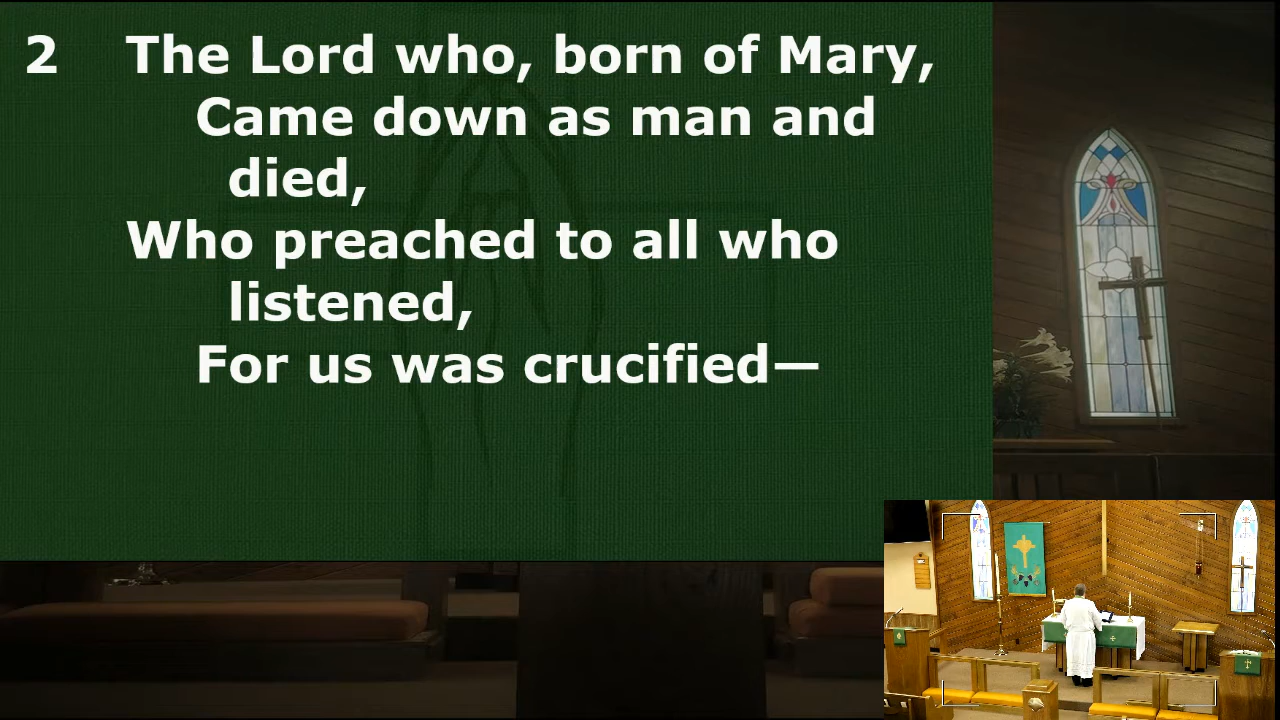 2 The Lord who, born of Mary,
Came down as man and
died,
Who preached to all who
listened,
For us was crucified—